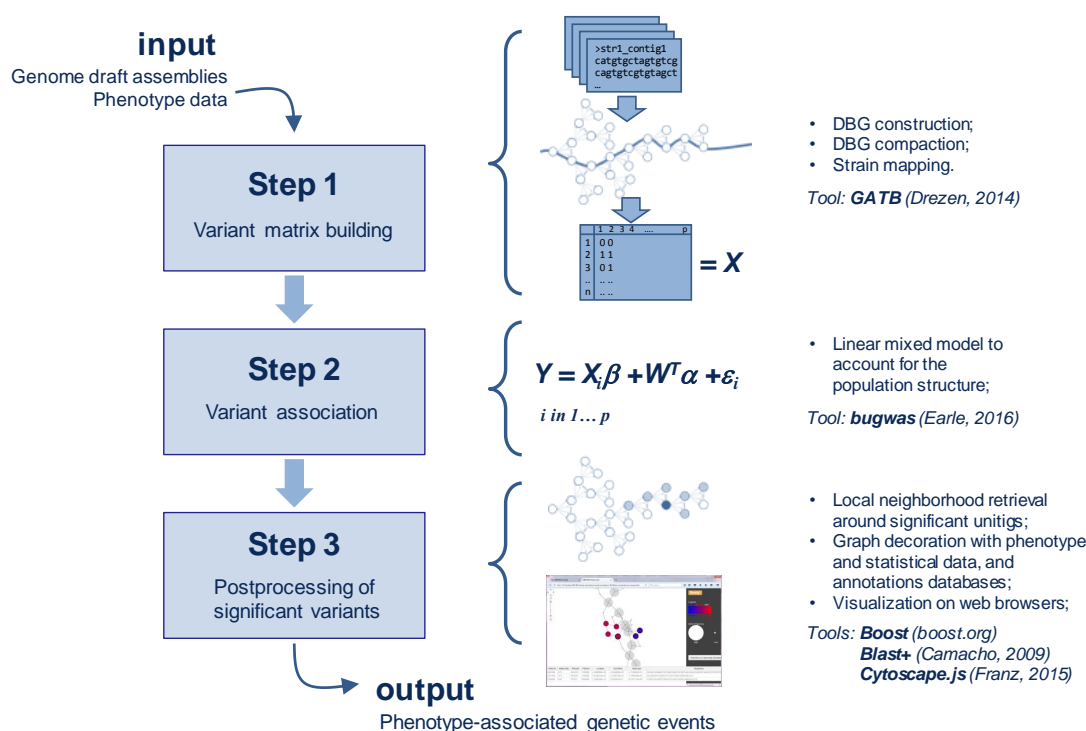 input
Genome draft assemblies
Phenotype data
Step 1
Variant matrix building
>str1_contig1
catgtgctagtgtcg
cagtgtcgtgtagct
…
1 2 3 4 .... p
1 0 0
2 1 1
3 0 1
.. .. ..
n .. ..
= X
• DBG construction;
• DBG compaction;
• Strain mapping.
Tool: GATB (Drezen, 2014)
Step 2
Variant association
Y = Xᵢβ +Wᵀα +εᵢ
i in 1… p
• Linear mixed model to
account for the
population structure;
Tool: bugwas (Earle, 2016)
Step 3
Postprocessing of
significant variants
• Local neighborhood retrieval
around significant unitigs;
• Graph decoration with phenotype
and statistical data, and
annotations databases;
• Visualization on web browsers;
Tools: Boost (boost.org)
Blast+ (Camacho, 2009)
Cytoscape.js (Franz, 2015)
output
Phenotype-associated genetic events